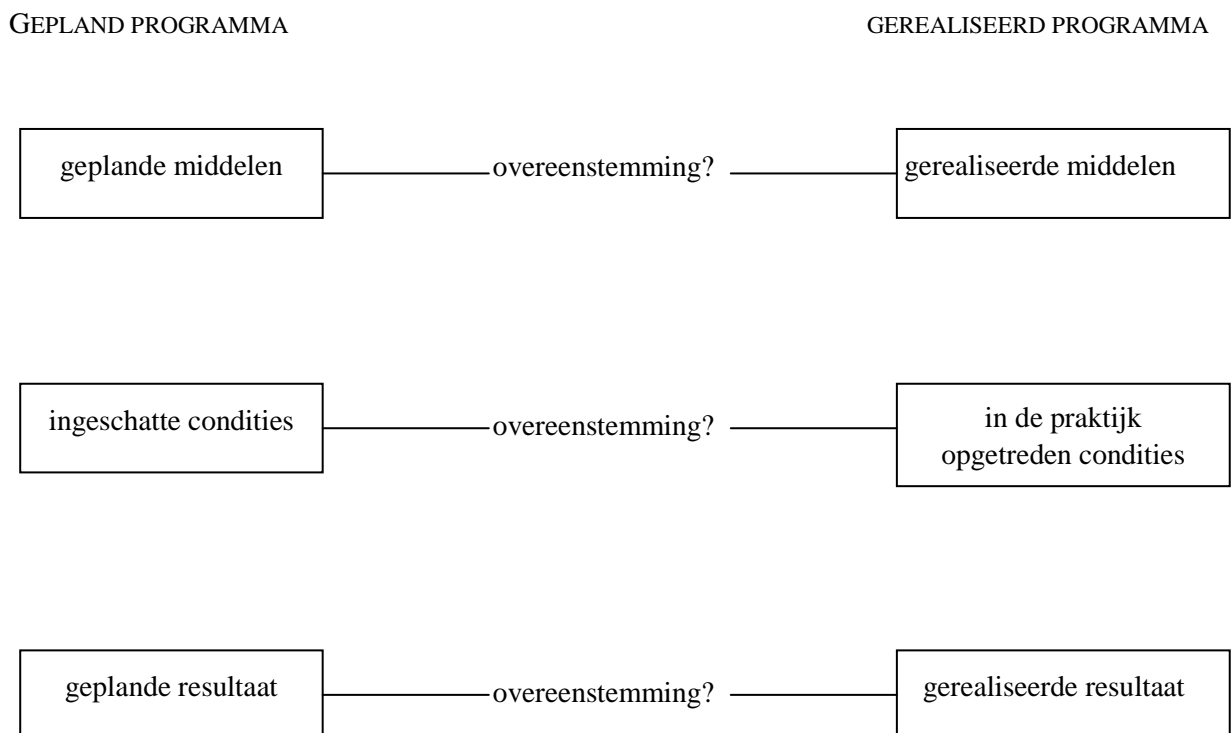 GEPLAND PROGRAMMA GEREALISEERD PROGRAMMA
geplande middelen overeenstemming? gerealiseerde middelen
ingeschatte condities overeenstemming? in de praktijk
opgetreden condities
geplande resultaat overeenstemming? gerealiseerde resultaat